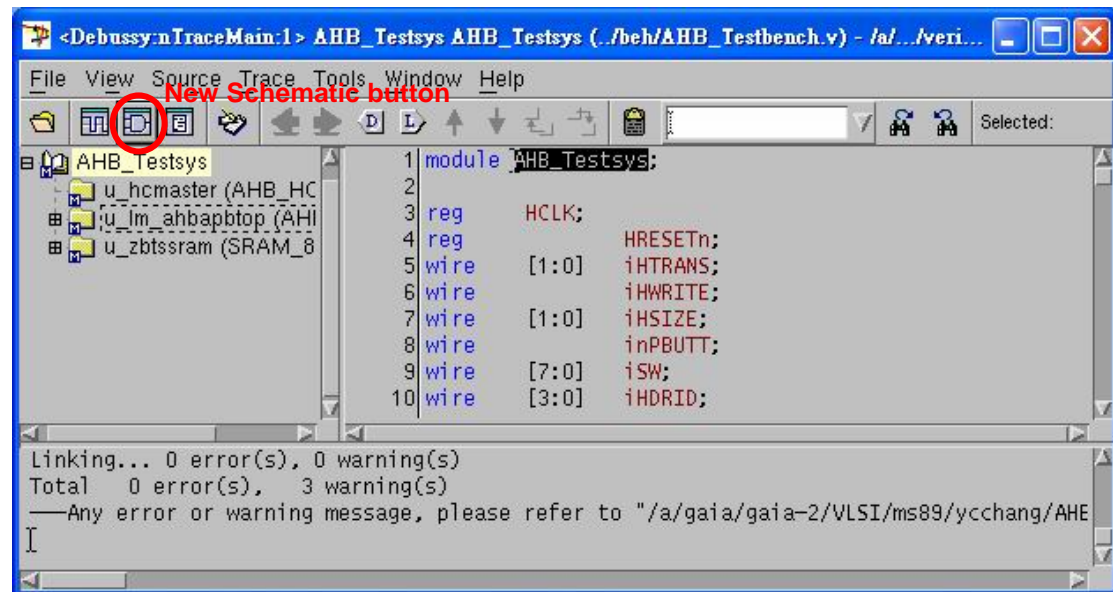 <Debussy:nTraceMain:1> AHB_Testsys AHB_Testsys (../beh/AHB_Testbench.v) - /a/.../veri...
File View Source Trace Tools Window Help
New Schematic button
D L Selected:
AHB_Testsys
u_hcmaster (AHB_HC
u_lm_ahbapbtop (AHI
u_zbtssram (SRAM_8
1 module AHB_Testsys;
2
3 reg HCLK;
4 reg HRESETn;
5 wire [1:0] iHTRANS;
6 wire iHWRITE;
7 wire [1:0] iHSIZE;
8 wire inPBUTT;
9 wire [7:0] iSW;
10 wire [3:0] iHDRID;
Linking... 0 error(s), 0 warning(s)
Total 0 error(s), 3 warning(s)
——Any error or warning message, please refer to "/a/gaia/gaia-2/VLSI/ms89/ycchang/AHE